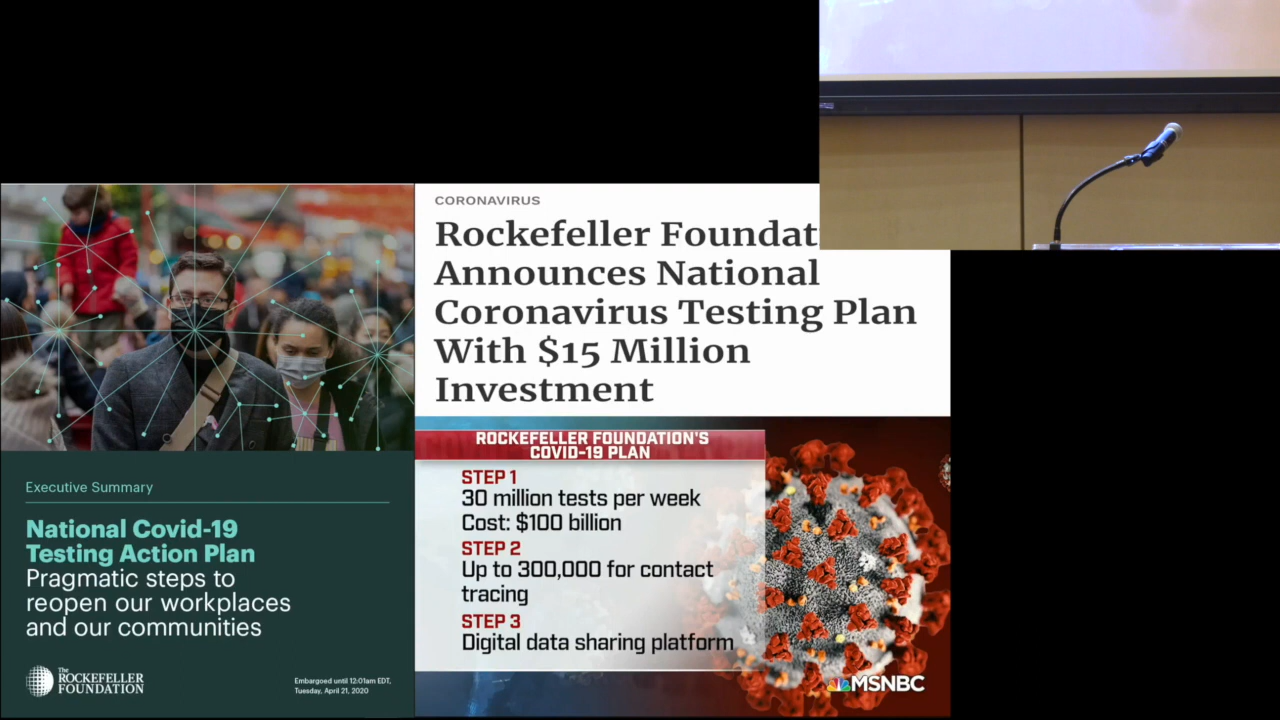 Executive Summary
National Covid-19
Testing Action Plan
Pragmatic steps to
reopen our workplaces
and our communities
The
ROCKEFELLER
FOUNDATION
Embargoed until 12:01am EDT,
Tuesday, April 21, 2020
CORONAVIRUS
Rockefeller Foundati
Announces National
Coronavirus Testing Plan
With $15 Million
Investment
ROCKEFELLER FOUNDATION'S
COVID-19 PLAN
STEP 1
30 million tests per week
Cost: $100 billion
STEP 2
Up to 300,000 for contact
tracing
STEP 3
Digital data sharing platform
MSNBC